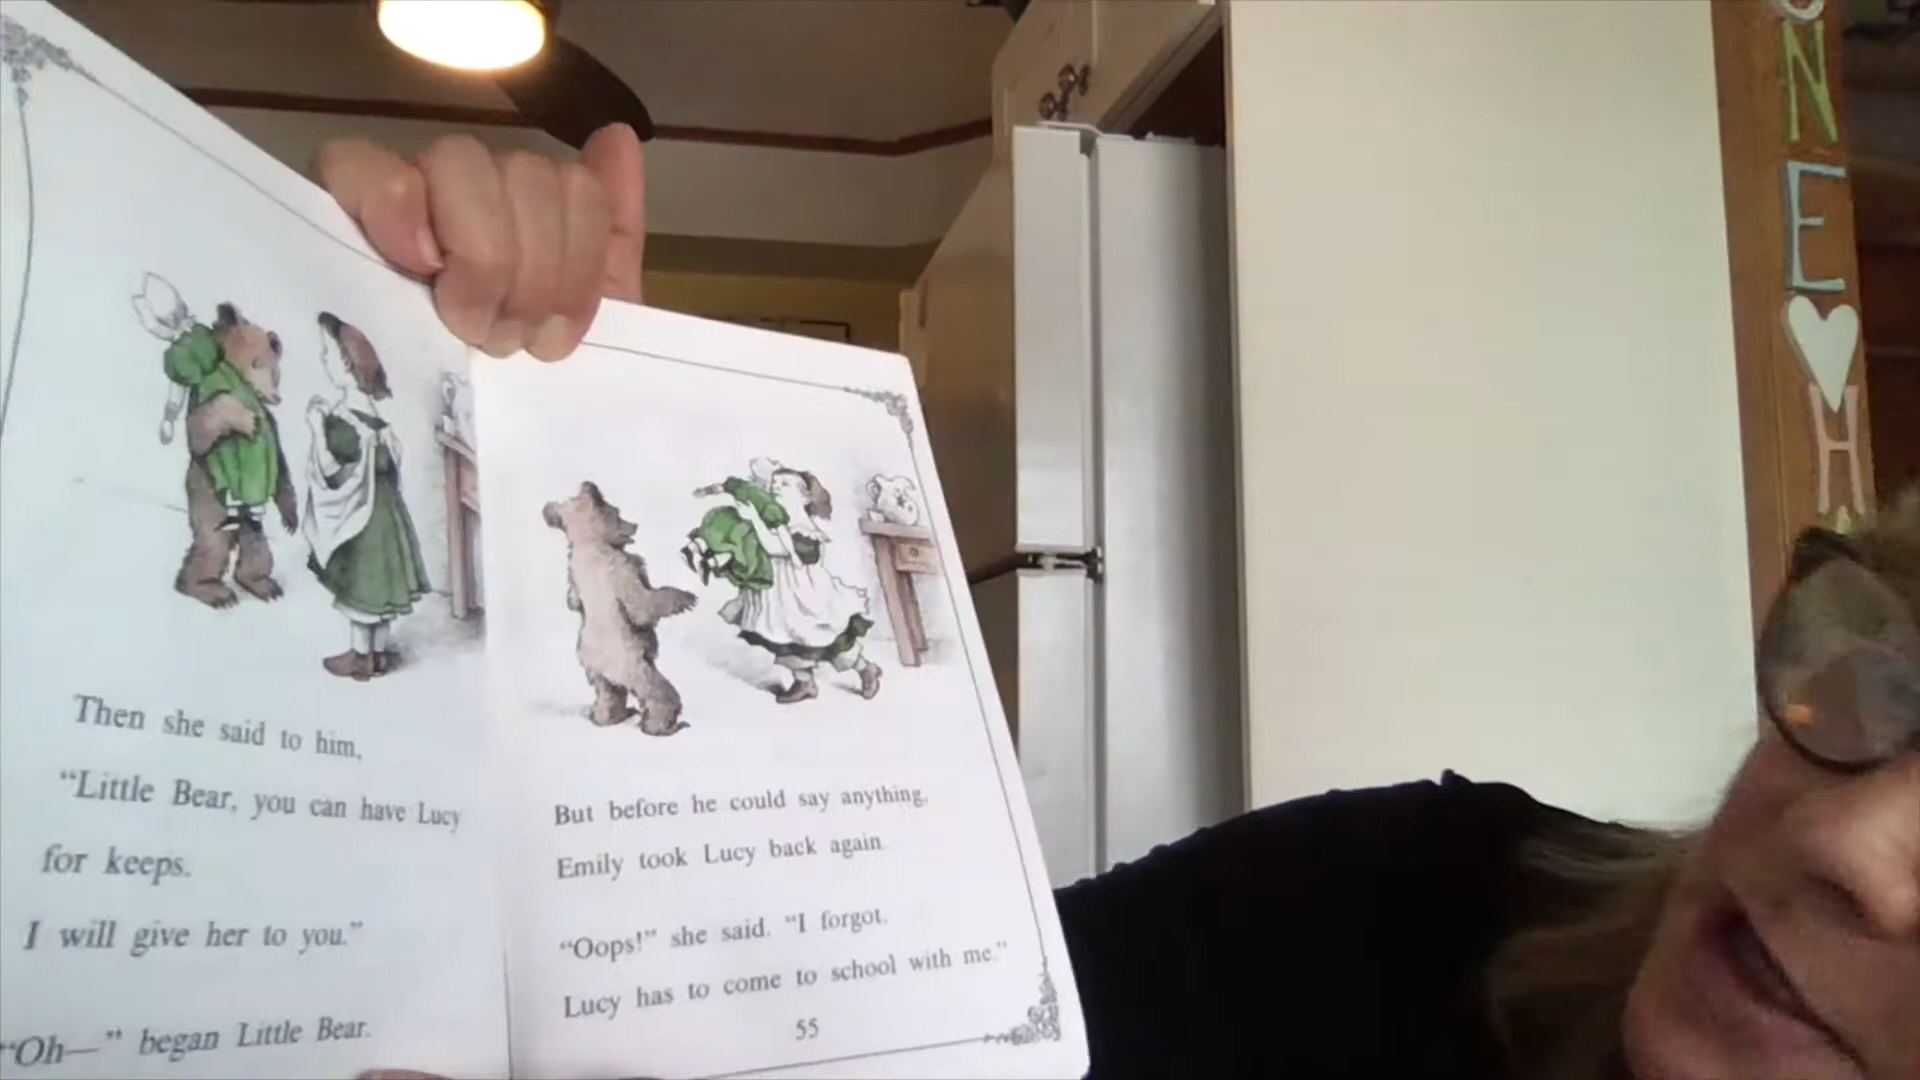 Then she said to him,
“Little Bear, you can have Lucy
for keeps.
I will give her to you.”
“Oh—” began Little Bear.
But before he could say anything,
Emily took Lucy back again.
“Oops!” she said. “I forgot.
Lucy has to come to school with me.”
55
N
E
H